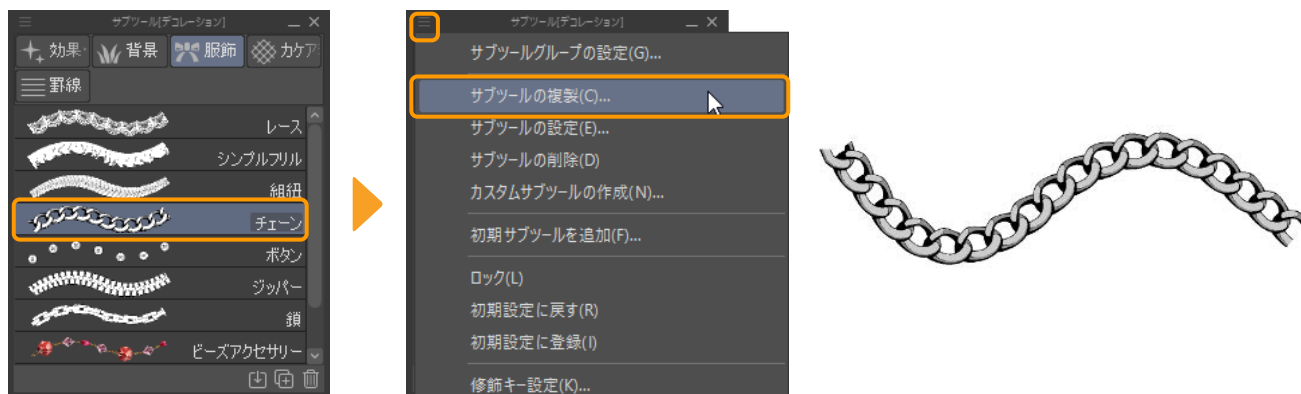 サブツール[デコレーション]
効果
背景
服飾
カケア
罫線
レース
シンプルフリル
組紐
チェーン
ボタン
ジッパー
鎖
ビーズアクセサリー
サブツール[デコレーション]
サブツールグループの設定(G)...
サブツールの複製(C)...
サブツールの設定(E)...
サブツールの削除(D)
カスタムサブツールの作成(N)...
初期サブツールを追加(F)...
ロック(L)
初期設定に戻す(R)
初期設定に登録(I)
修飾キー設定(K)...